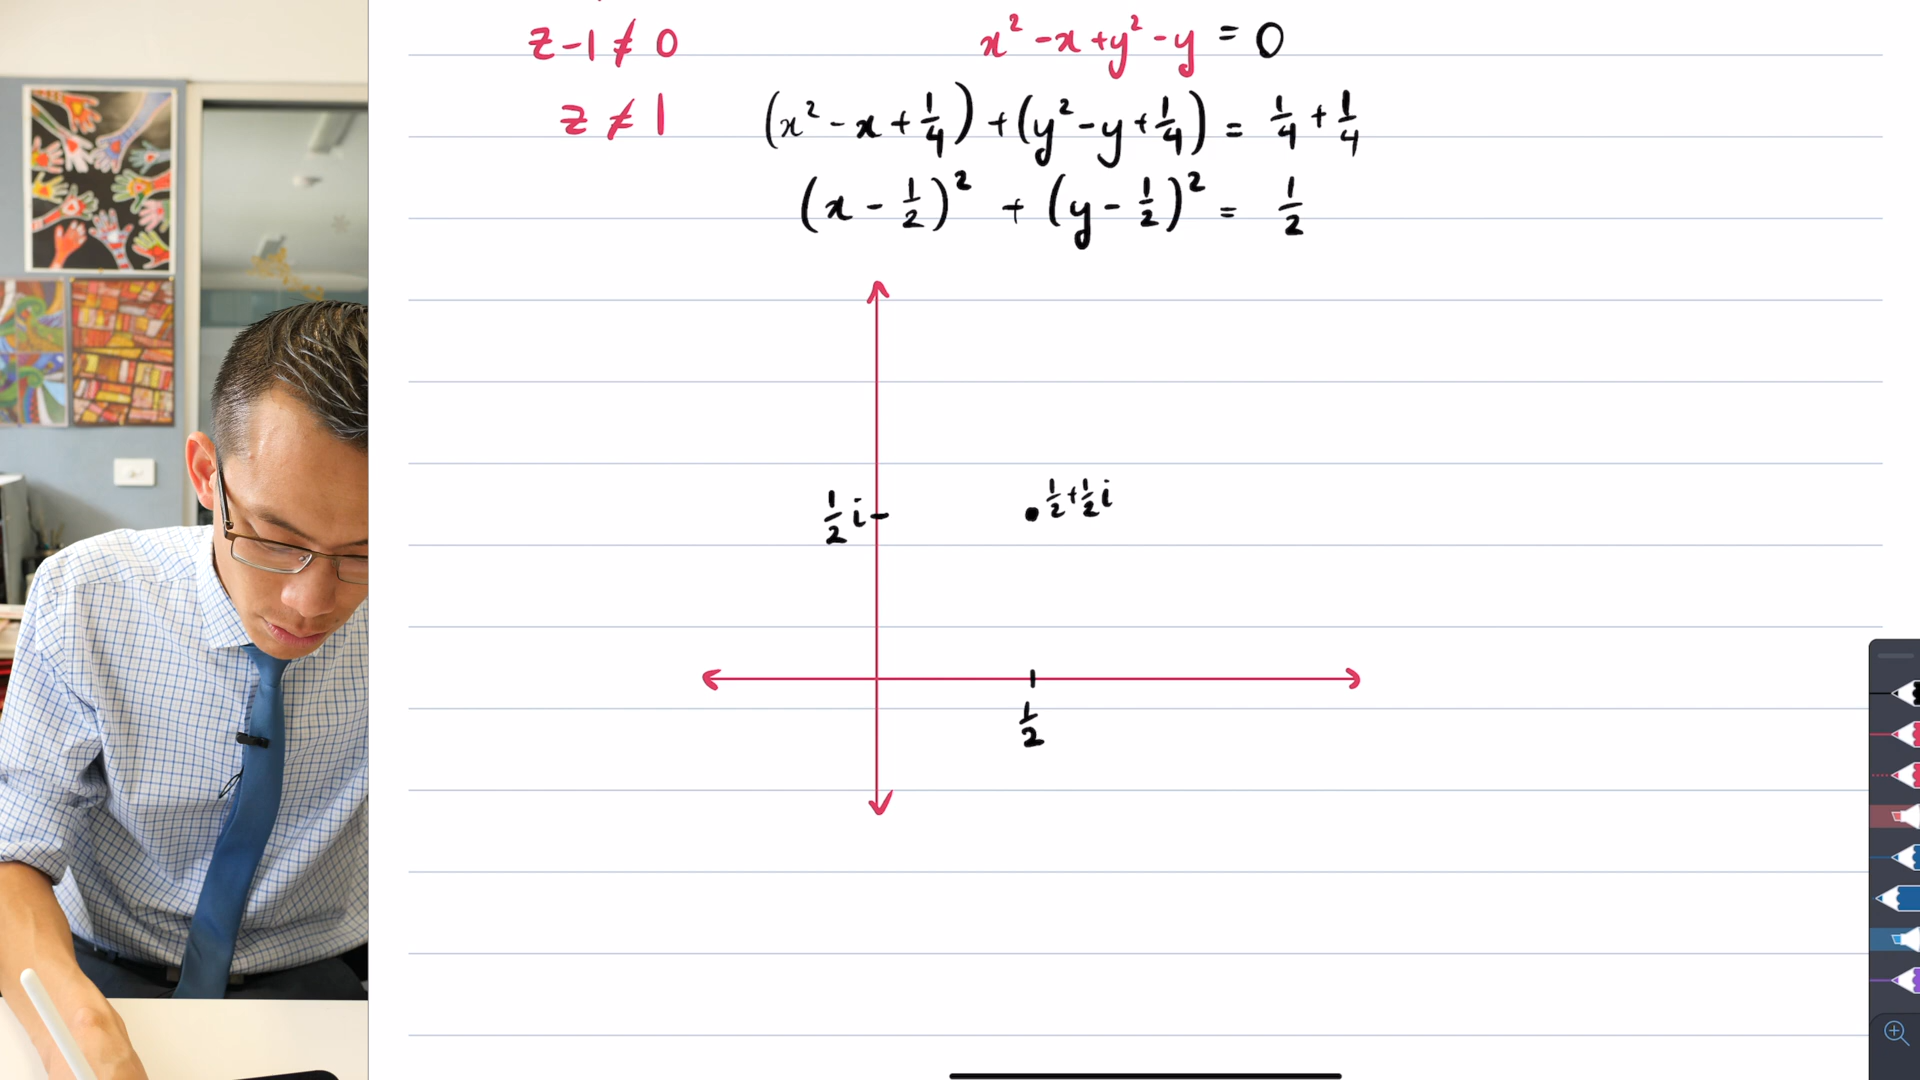 z-1 ≠ 0
x² - x + y² - y = 0
z ≠ 1
(x² - x + 1/4) + (y² - y + 1/4) = 1/4 + 1/4
(x - 1/2)² + (y - 1/2)² = 1/2
1/2 + 1/2 i
1/2 i
1/2